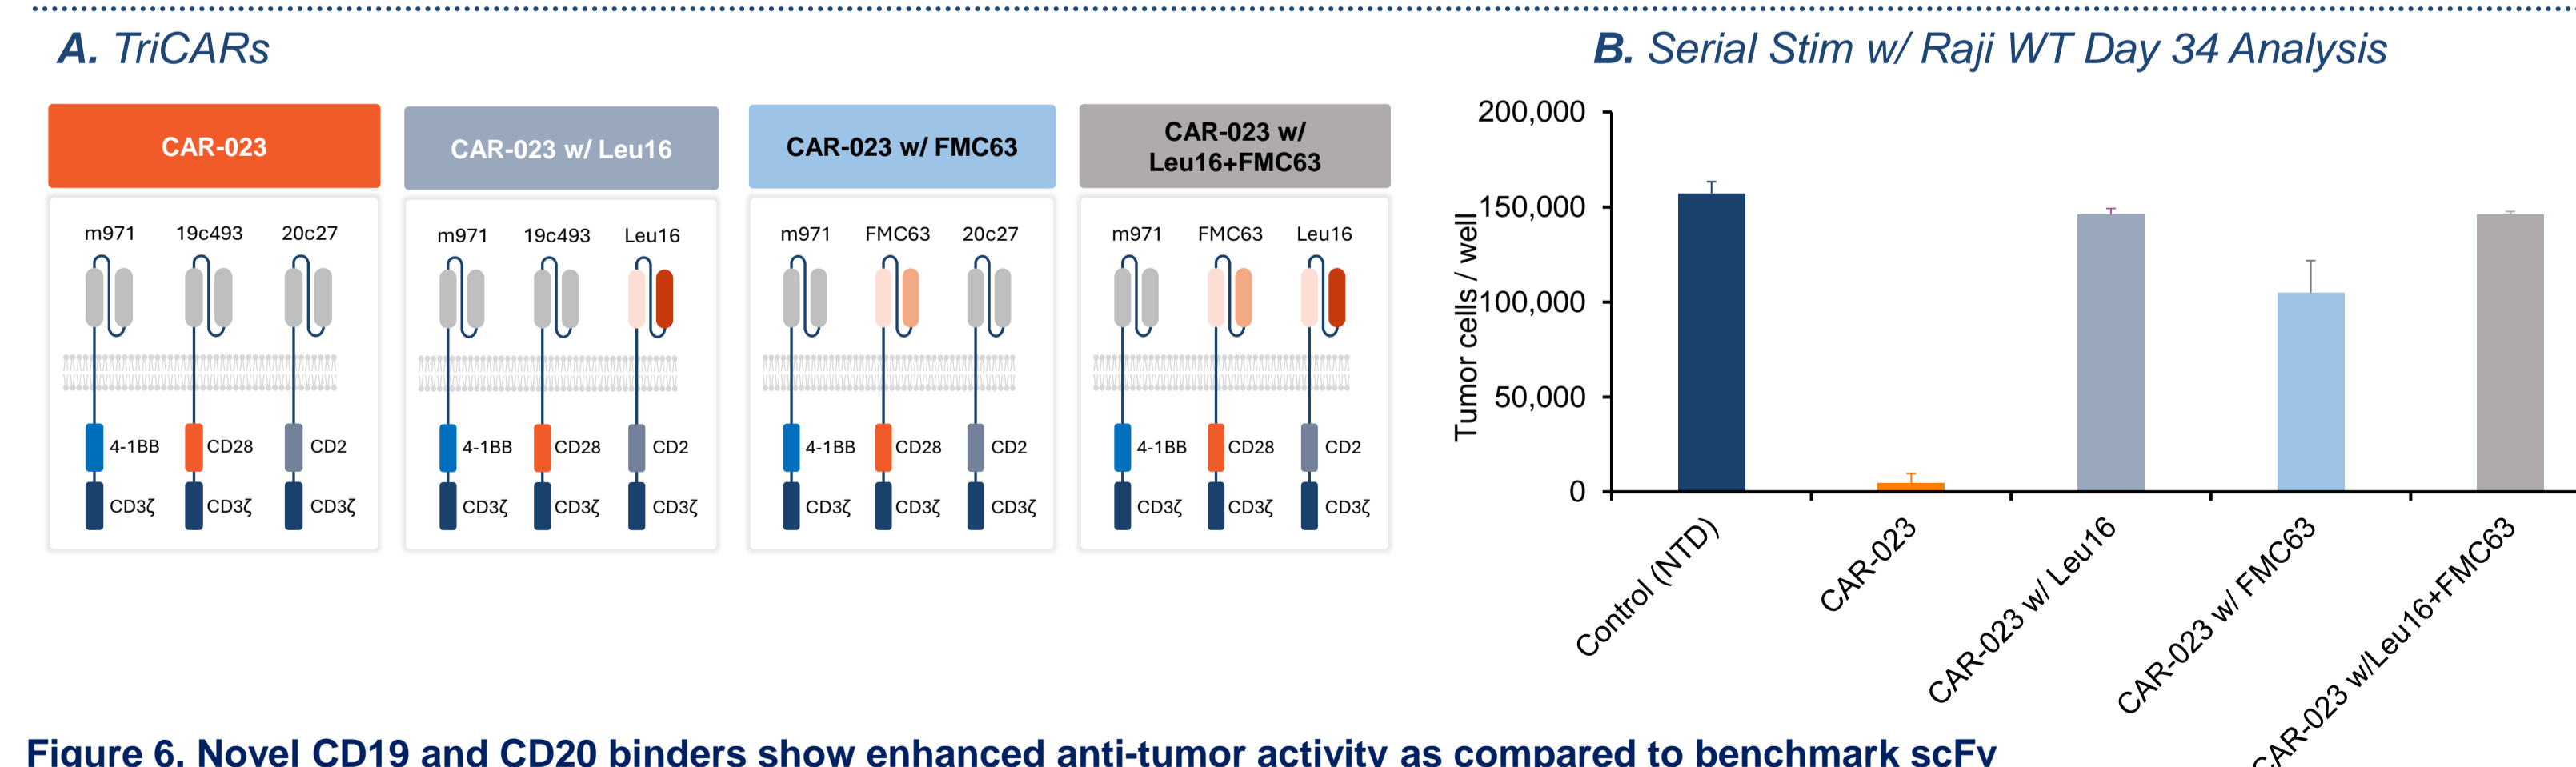 A. TriCARs
CAR-023
m971 19c493 20c27
4-1BB CD28 CD2
CD3ζ CD3ζ CD3ζ
CAR-023 w/ Leu16
m971 19c493 Leu16
4-1BB CD28 CD2
CD3ζ CD3ζ CD3ζ
CAR-023 w/ FMC63
m971 FMC63 20c27
4-1BB CD28 CD2
CD3ζ CD3ζ CD3ζ
CAR-023 w/
Leu16+FMC63
m971 FMC63 Leu16
4-1BB CD28 CD2
CD3ζ CD3ζ CD3ζ
B. Serial Stim w/ Raji WT Day 34 Analysis
Tumor cells / well
200,000
150,000
100,000
50,000
0
Control (NTD)
CAR-023
CAR-023 w/ Leu16
CAR-023 w/ FMC63
CAR-023 w/Leu16+FMC63
Figure 6. Novel CD19 and CD20 binders show enhanced anti-tumor activity as compared to benchmark scFv